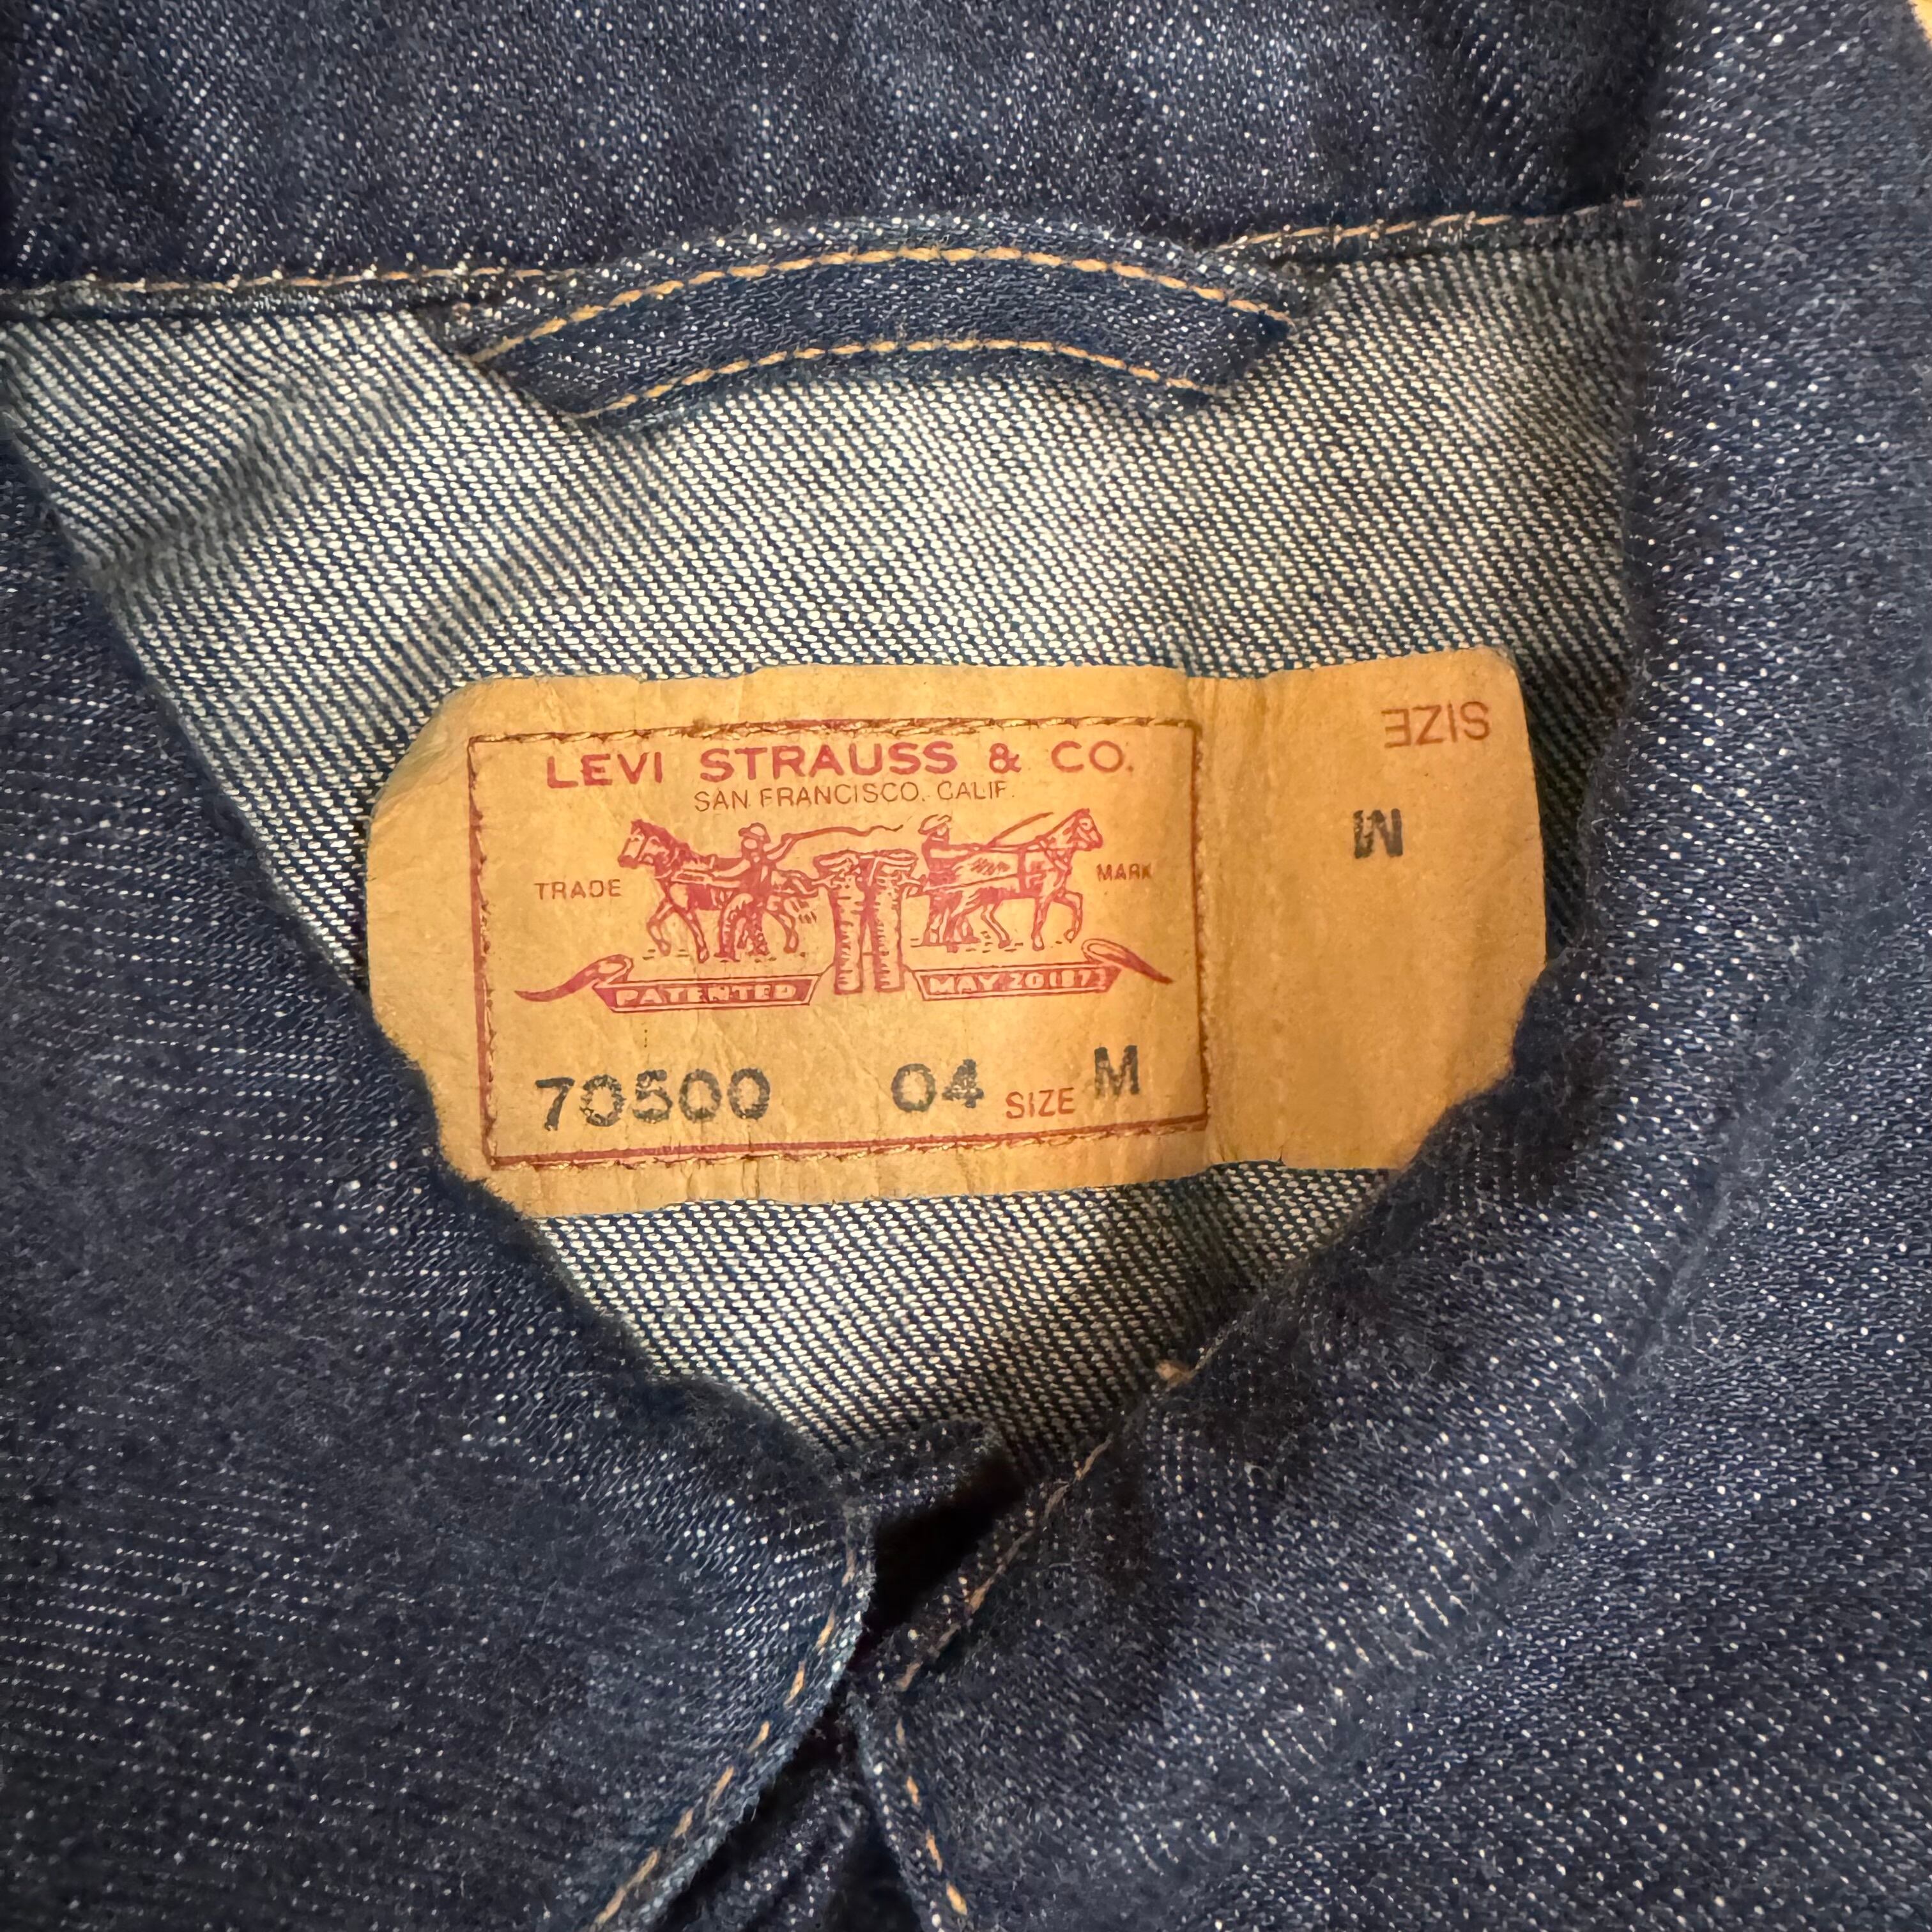 LEVI STRAUSS & CO.
SAN FRANCISCO. CALIF.
TRADE MARK
PATENTED MAY 20 1873
70500 04 SIZE M
SIZE
M